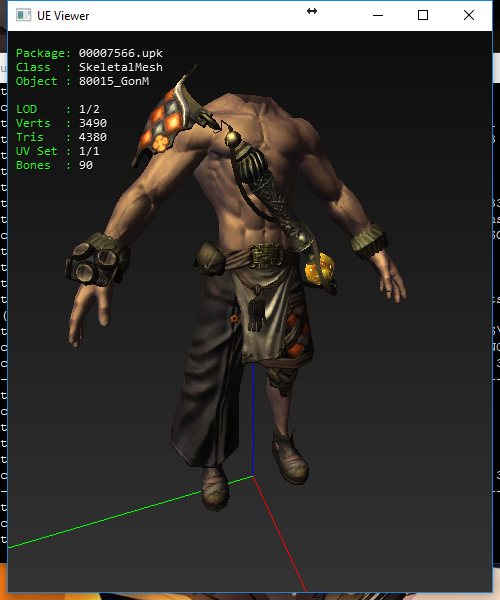 UE Viewer
Package: 00007566.upk
Class : SkeletalMesh
Object : 80015_GonM
LOD : 1/2
Verts : 3490
Tris : 4380
UV Set : 1/1
Bones : 90